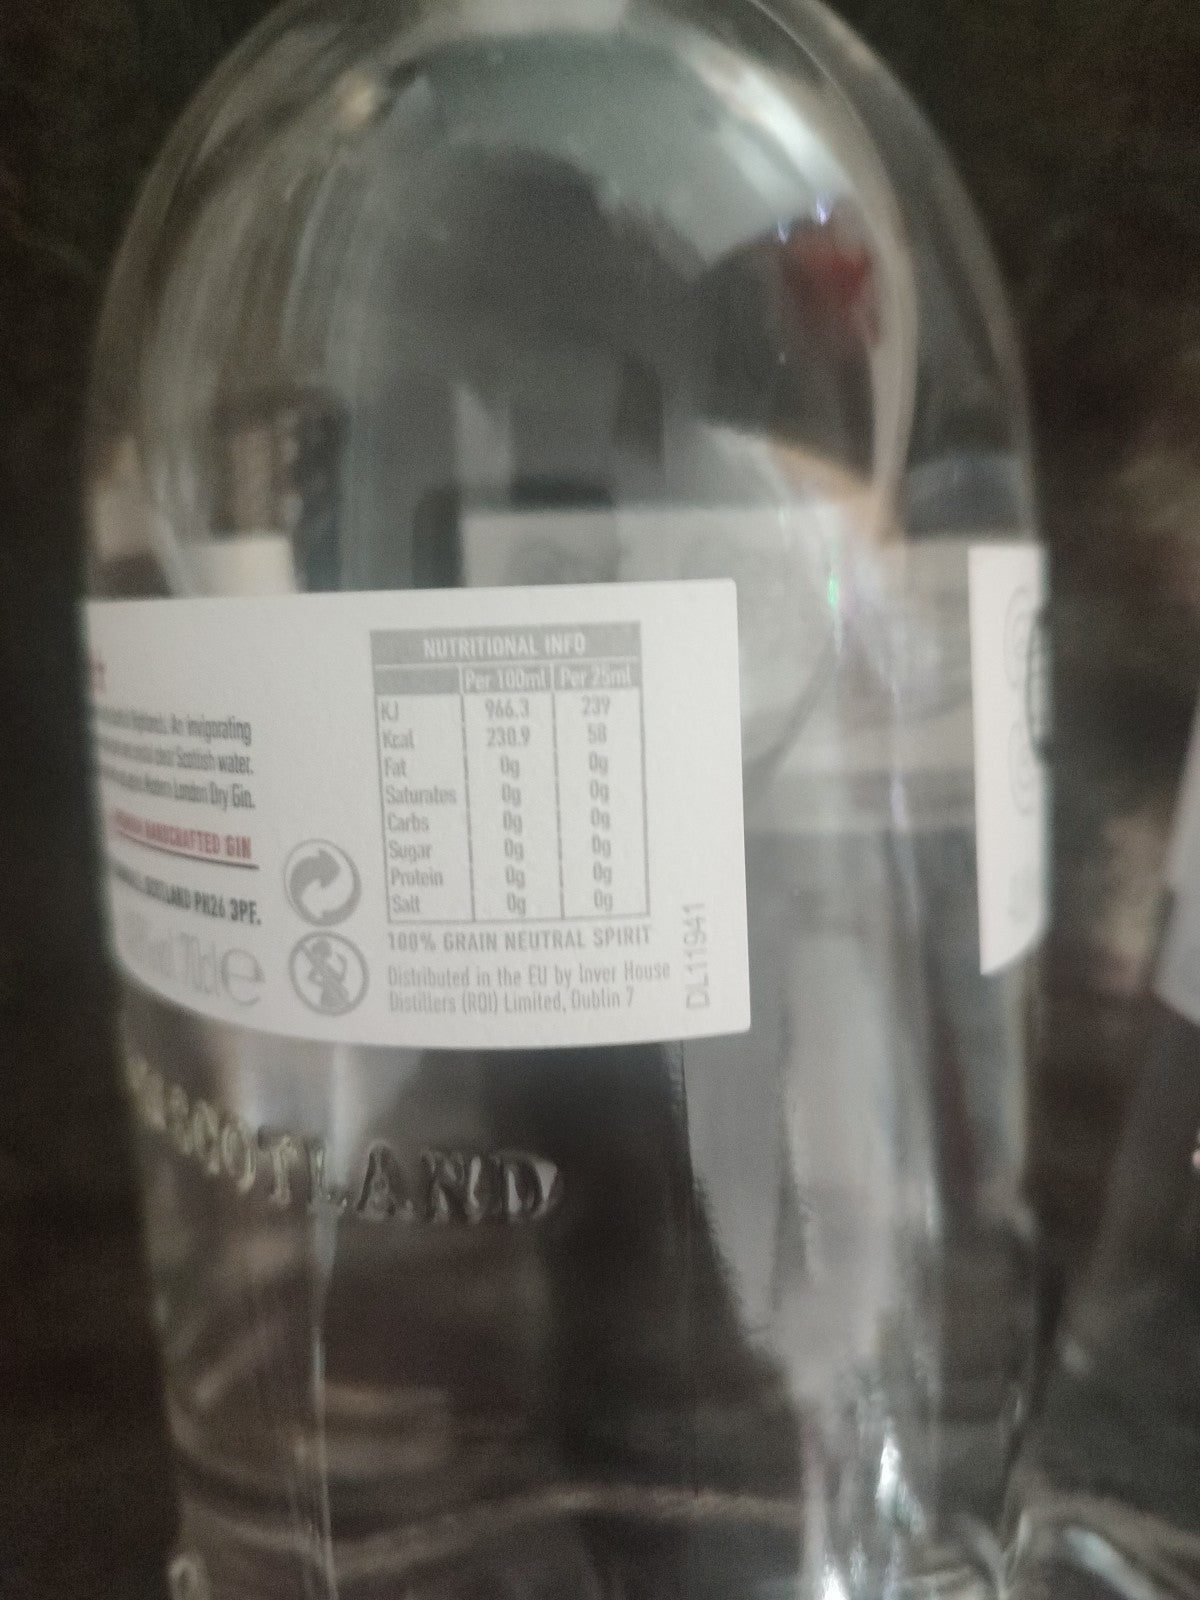 invigorating
Scottish water.
London Dry Gin.
HANDCRAFTED GIN
SCOTLAND PH26 3PF.
70cl e
NUTRITIONAL INFO
Per 100ml Per 25ml
KJ 966.3 239
Kcal 230.9 58
Fat 0g 0g
Saturates 0g 0g
Carbs 0g 0g
Sugar 0g 0g
Protein 0g 0g
Salt 0g 0g
100% GRAIN NEUTRAL SPIRIT
Distributed in the EU by Inver House
Distillers (ROI) Limited, Dublin 7
DL111941
SCOTLAND